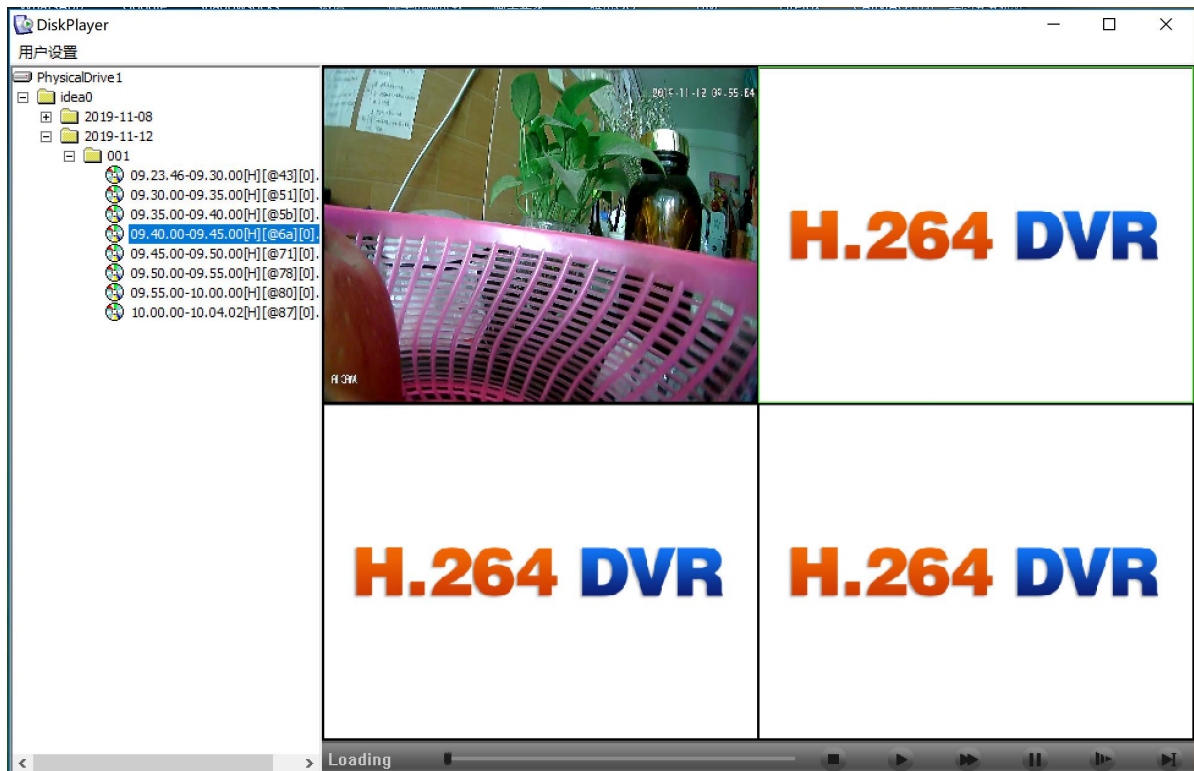 DiskPlayer
用户设置
PhysicalDrive1
idea0
2019-11-08
2019-11-12
001
09.23.46-09.30.00[H][@43][0].
09.30.00-09.35.00[H][@51][0].
09.35.00-09.40.00[H][@5b][0].
09.40.00-09.45.00[H][@6a][0].
09.45.00-09.50.00[H][@71][0].
09.50.00-09.55.00[H][@78][0].
09.55.00-10.00.00[H][@80][0].
10.00.00-10.04.02[H][@87][0].
H.264 DVR
H.264 DVR
H.264 DVR
Loading